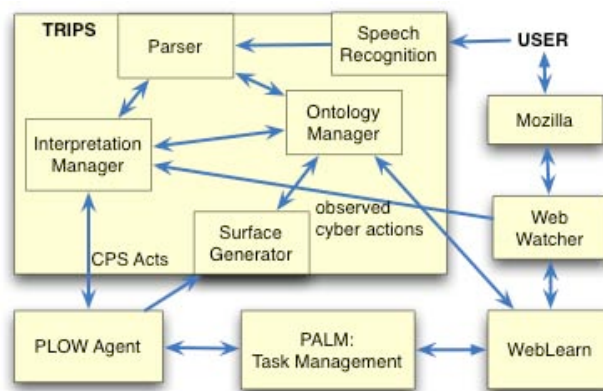 TRIPS
Parser
Speech
Recognition
USER
Ontology
Manager
Interpretation
Manager
Mozilla
observed
cyber actions
Surface
Generator
Web
Watcher
CPS Acts
PLOW Agent
PALM:
Task Management
WebLearn